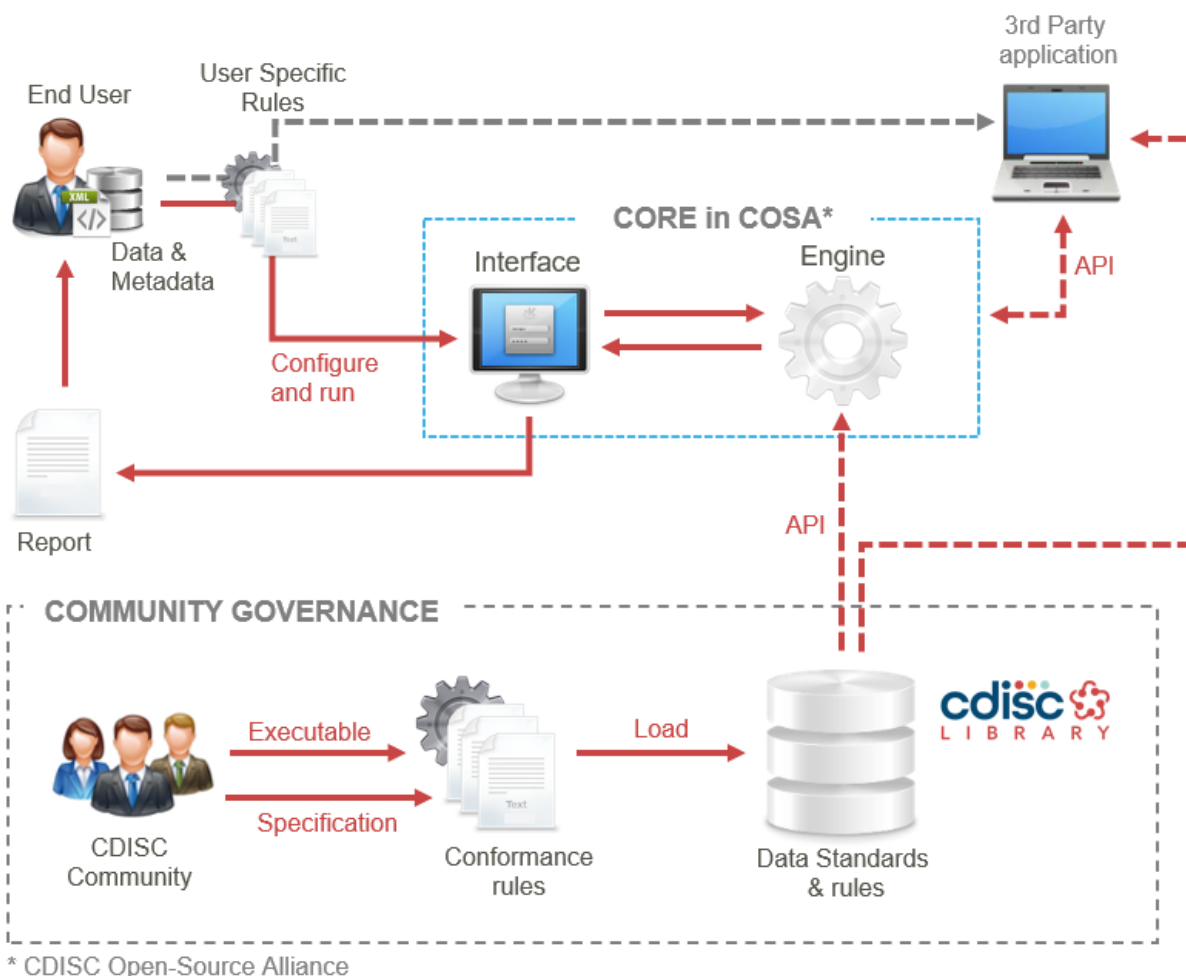 3rd Party
application
User Specific
Rules
End User
XML
</>
Text
Data &
Metadata
CORE in COSA*
Interface
Engine
API
Configure
and run
Report
API
COMMUNITY GOVERNANCE
Executable
Load
cdisc
LIBRARY
Text
Specification
CDISC
Community
Conformance
rules
Data Standards
& rules
* CDISC Open-Source Alliance